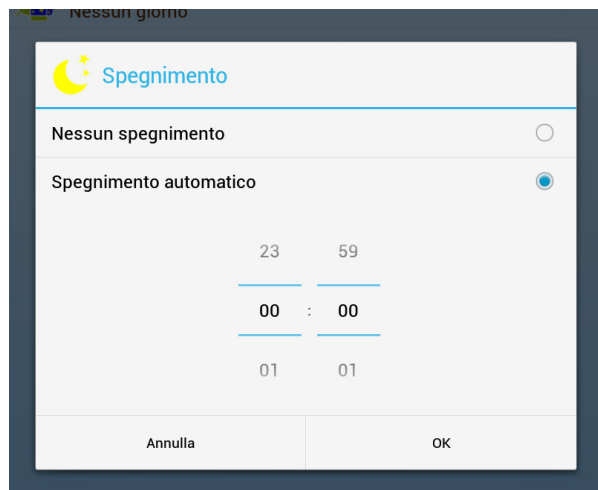 Nessun giorno
Spegnimento
Nessun spegnimento
Spegnimento automatico
23 59
00 : 00
01 01
Annulla OK